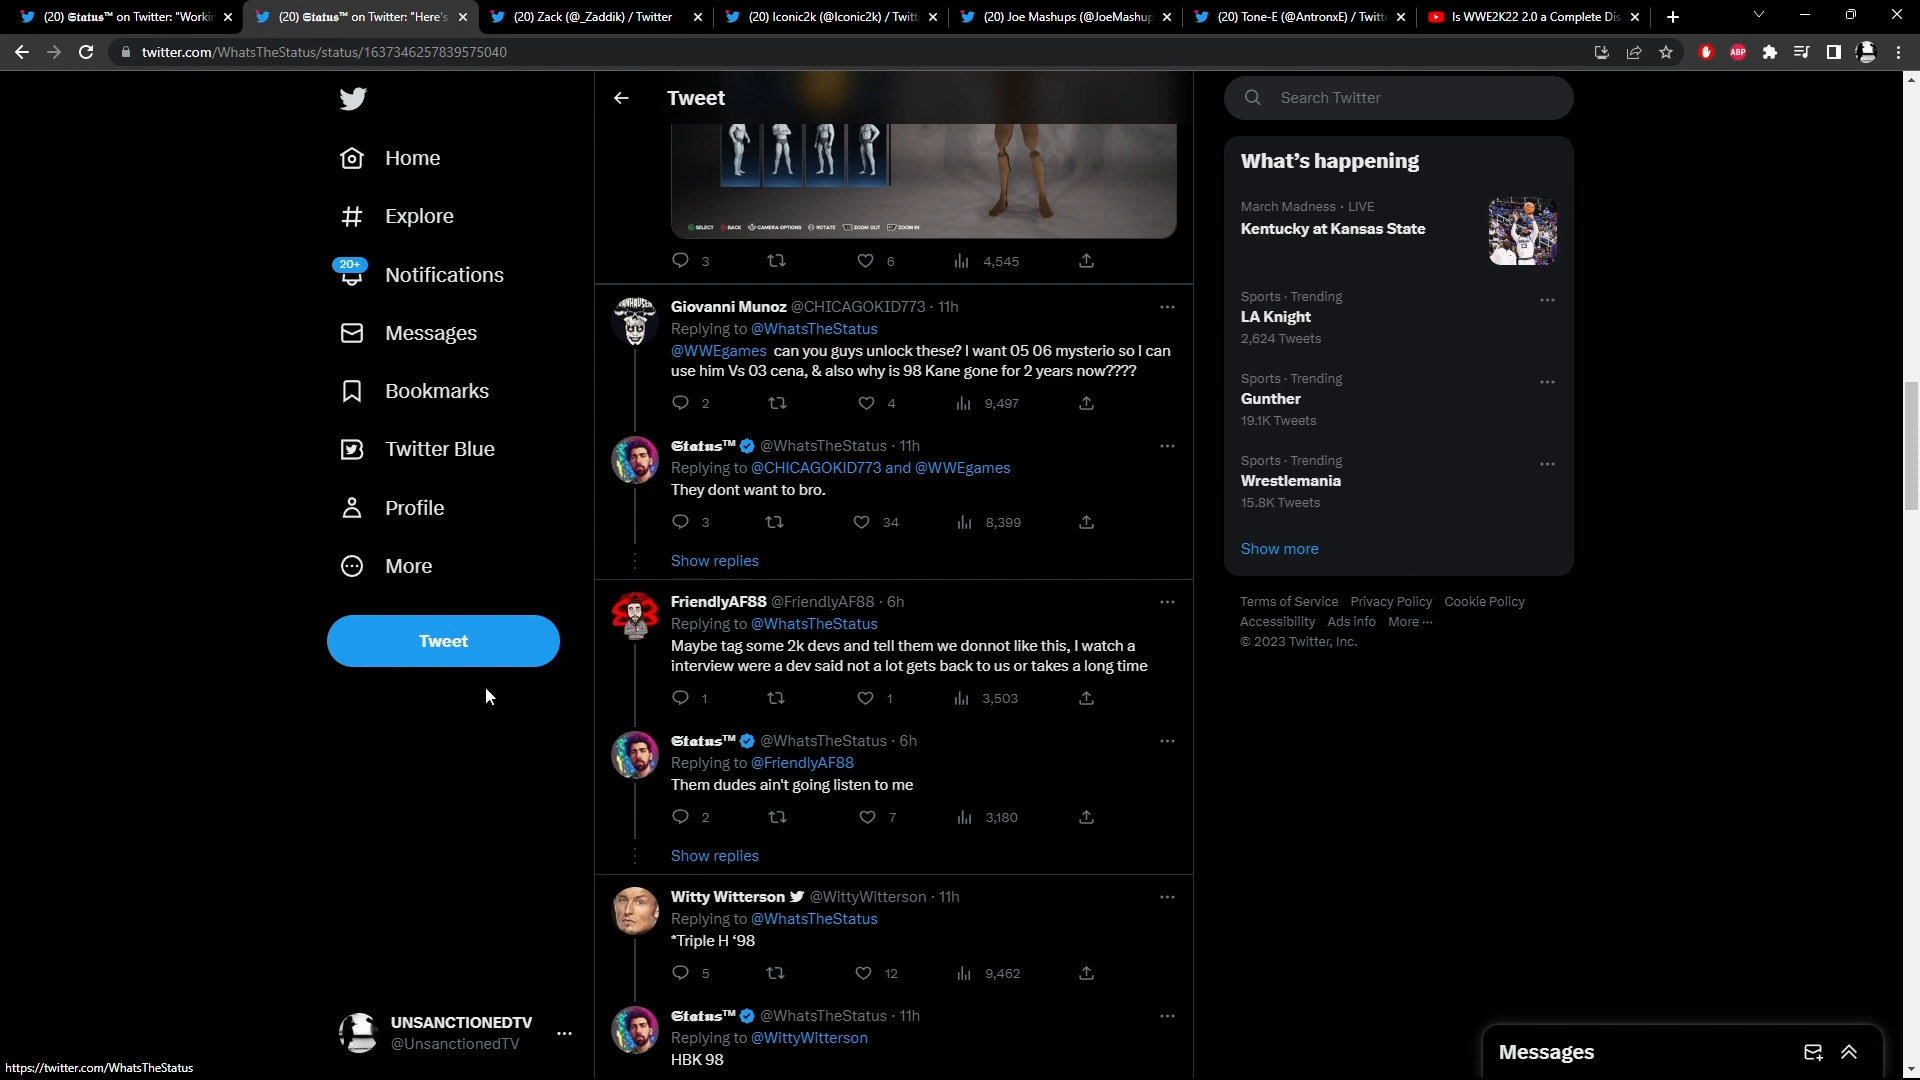 (20) 𝕾𝖙𝖆𝖙𝖚𝖘™ on Twitter: "Workin
(20) 𝕾𝖙𝖆𝖙𝖚𝖘™ on Twitter: "Here's
(20) Zack (@_Zaddik) / Twitter
(20) Iconic2k (@Iconic2k) / Twitt
(20) Joe Mashups (@JoeMashup
(20) Tone-E (@AntronxE) / Twitt
Is WWE2K22 2.0 a Complete Dis
twitter.com/WhatsTheStatus/status/1637346257839575040
ABP
Home
Explore
20+
Notifications
Messages
Bookmarks
Twitter Blue
Profile
More
Tweet
UNSANCTIONEDTV
@UnsanctionedTV
https://twitter.com/WhatsTheStatus
Tweet
SELECT BACK CAMERA OPTIONS ROTATE ZOOM OUT ZOOM IN
3 6 4,545
Giovanni Munoz @CHICAGOKID773 · 11h
Replying to @WhatsTheStatus
@WWEgames can you guys unlock these? I want 05 06 mysterio so I can
use him Vs 03 cena, & also why is 98 Kane gone for 2 years now????
2 4 9,497
𝕾𝖙𝖆𝖙𝖚𝖘™ @WhatsTheStatus · 11h
Replying to @CHICAGOKID773 and @WWEgames
They dont want to bro.
3 34 8,399
Show replies
FriendlyAF88 @FriendlyAF88 · 6h
Replying to @WhatsTheStatus
Maybe tag some 2k devs and tell them we donnot like this, I watch a
interview were a dev said not a lot gets back to us or takes a long time
1 1 3,503
𝕾𝖙𝖆𝖙𝖚𝖘™ @WhatsTheStatus · 6h
Replying to @FriendlyAF88
Them dudes ain't going listen to me
2 7 3,180
Show replies
Witty Witterson @WittyWitterson · 11h
Replying to @WhatsTheStatus
*Triple H ‘98
5 12 9,462
𝕾𝖙𝖆𝖙𝖚𝖘™ @WhatsTheStatus · 11h
Replying to @WittyWitterson
HBK 98
Search Twitter
What’s happening
March Madness · LIVE
Kentucky at Kansas State
Sports · Trending
LA Knight
2,624 Tweets
Sports · Trending
Gunther
19.1K Tweets
Sports · Trending
Wrestlemania
15.8K Tweets
Show more
Terms of Service Privacy Policy Cookie Policy
Accessibility Ads info More ···
© 2023 Twitter, Inc.
Messages